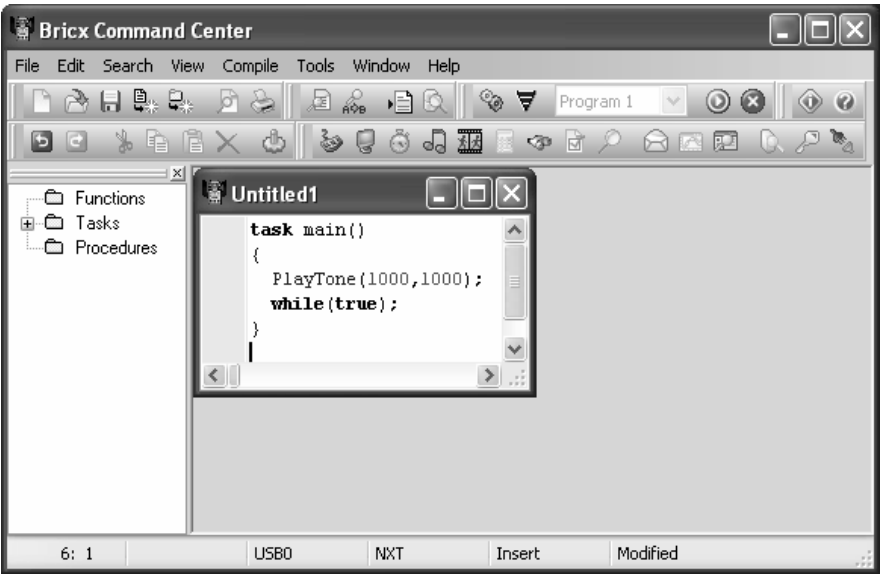 Bricx Command Center
File Edit Search View Compile Tools Window Help
Program 1
Functions
Tasks
Procedures
Untitled1
task main()
{
PlayTone(1000,1000);
while(true);
}
6: 1 USB0 NXT Insert Modified